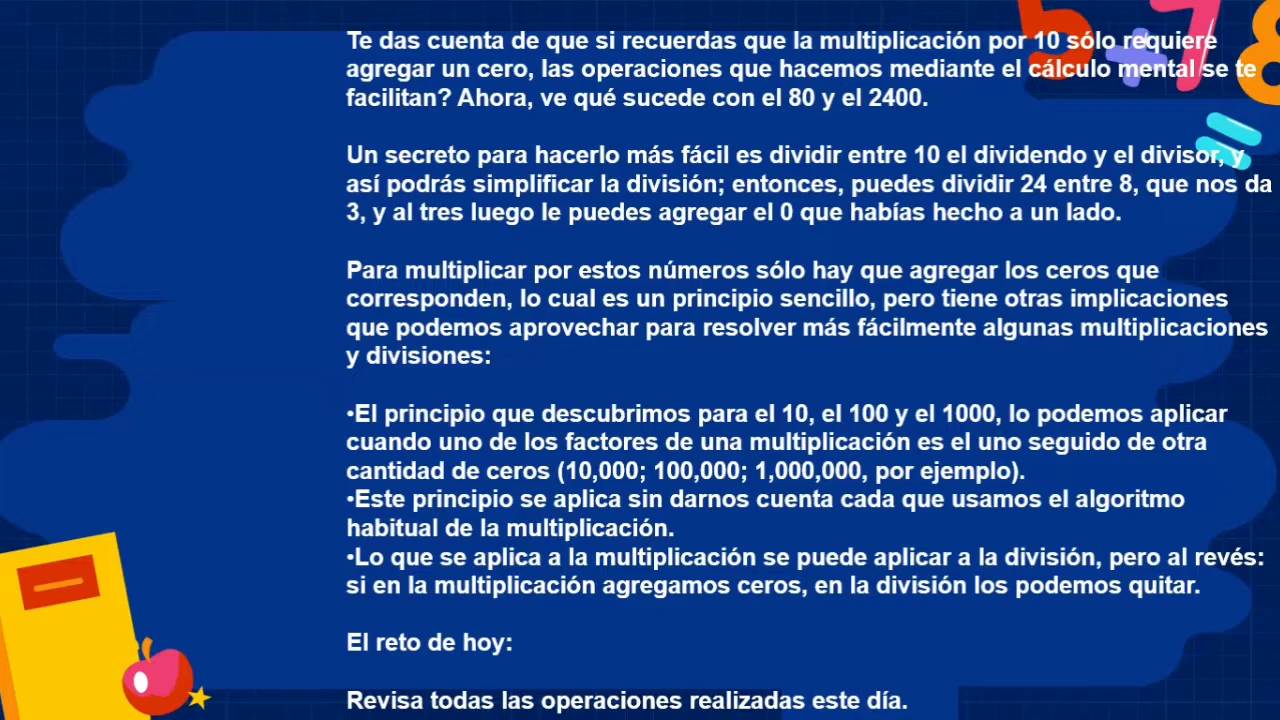 Te das cuenta de que si recuerdas que la multiplicación por 10 sólo requiere
agregar un cero, las operaciones que hacemos mediante el cálculo mental se te
facilitan? Ahora, ve qué sucede con el 80 y el 2400.
Un secreto para hacerlo más fácil es dividir entre 10 el dividendo y el divisor, y
así podrás simplificar la división; entonces, puedes dividir 24 entre 8, que nos da
3, y al tres luego le puedes agregar el 0 que habías hecho a un lado.
Para multiplicar por estos números sólo hay que agregar los ceros que
corresponden, lo cual es un principio sencillo, pero tiene otras implicaciones
que podemos aprovechar para resolver más fácilmente algunas multiplicaciones
y divisiones:
•El principio que descubrimos para el 10, el 100 y el 1000, lo podemos aplicar
cuando uno de los factores de una multiplicación es el uno seguido de otra
cantidad de ceros (10,000; 100,000; 1,000,000, por ejemplo).
•Este principio se aplica sin darnos cuenta cada que usamos el algoritmo
habitual de la multiplicación.
•Lo que se aplica a la multiplicación se puede aplicar a la división, pero al revés:
si en la multiplicación agregamos ceros, en la división los podemos quitar.
El reto de hoy:
Revisa todas las operaciones realizadas este día.